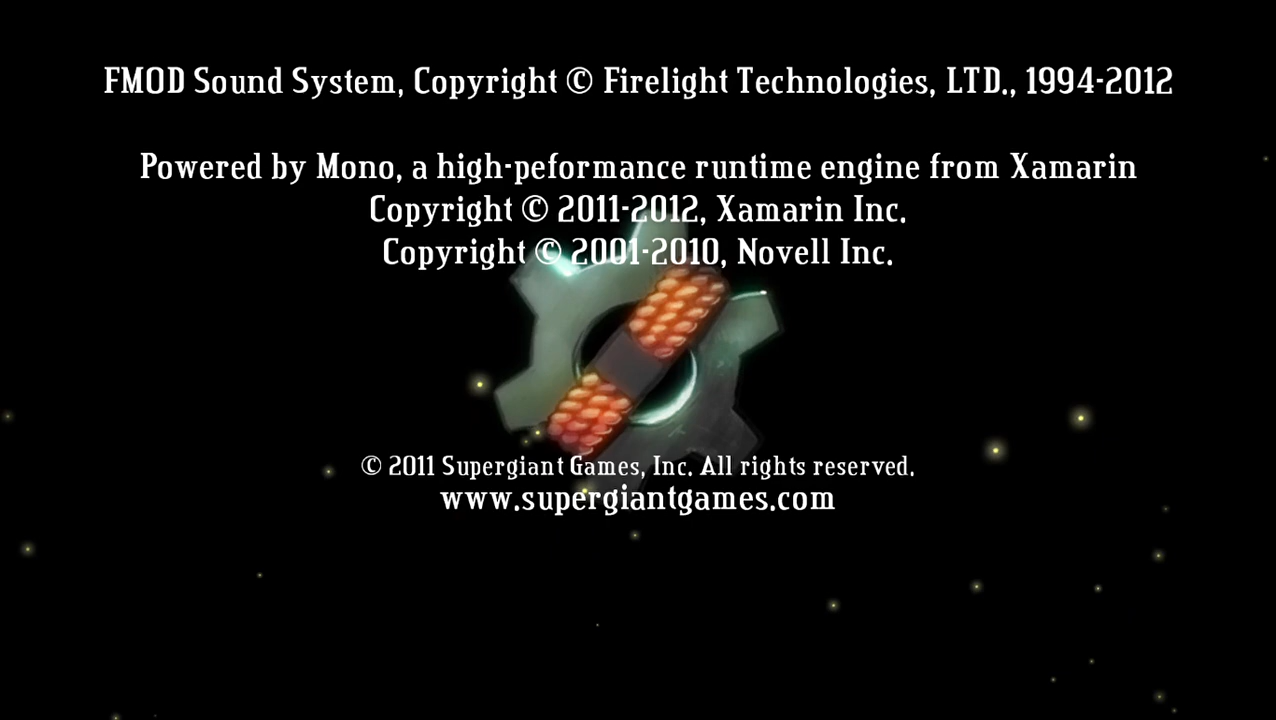 FMOD Sound System, Copyright © Firelight Technologies, LTD., 1994-2012
Powered by Mono, a high-peformance runtime engine from Xamarin
Copyright © 2011-2012, Xamarin Inc.
Copyright © 2001-2010, Novell Inc.
© 2011 Supergiant Games, Inc. All rights reserved.
www.supergiantgames.com